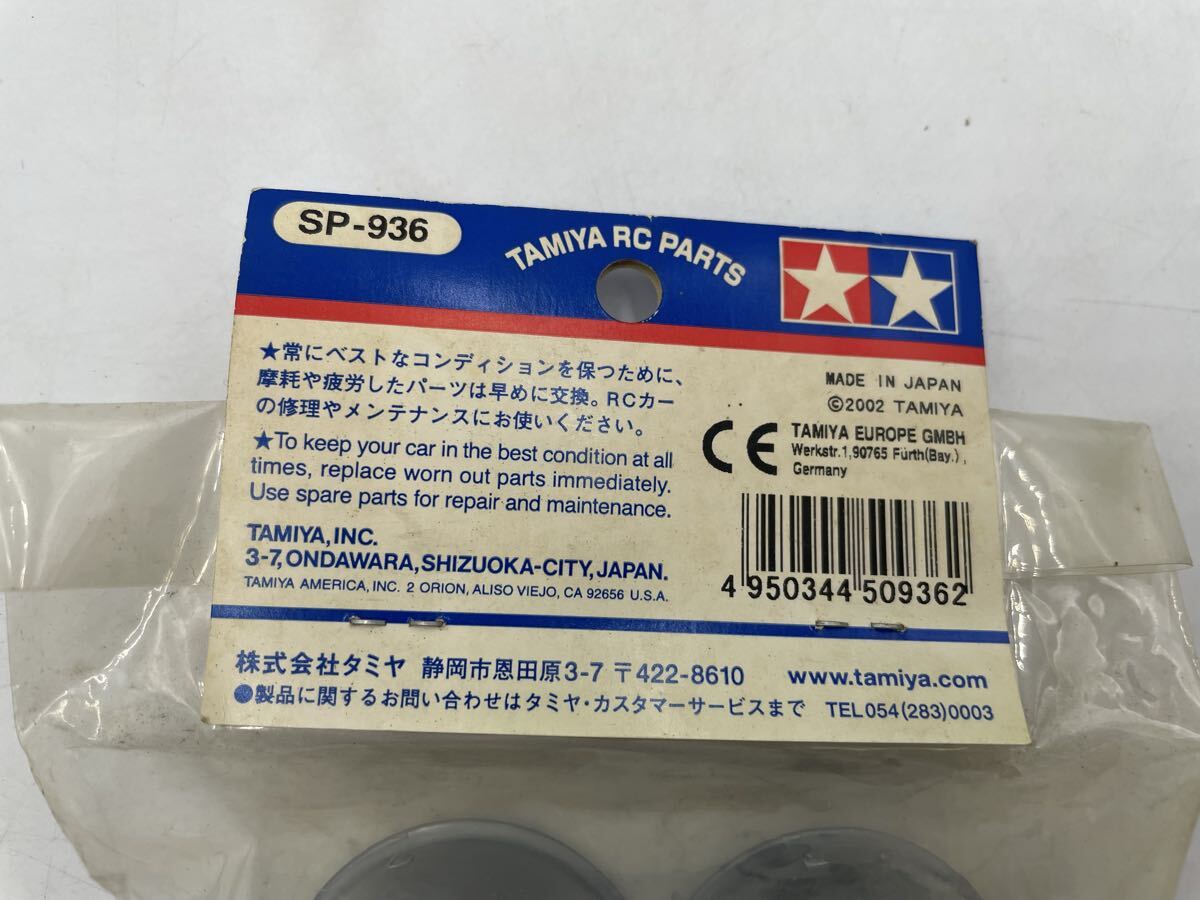 SP-936
TAMIYA RC PARTS
★常にベストなコンディションを保つために、
摩耗や疲労したパーツは早めに交換。RCカー
の修理やメンテナンスにお使いください。
★To keep your car in the best condition at all
times, replace worn out parts immediately.
Use spare parts for repair and maintenance.
TAMIYA, INC.
3-7, ONDAWARA, SHIZUOKA-CITY, JAPAN.
TAMIYA AMERICA, INC. 2 ORION, ALISO VIEJO, CA 92656 U.S.A.
MADE IN JAPAN
©2002 TAMIYA
CE
TAMIYA EUROPE GMBH
Werkstr.1,90765 Fürth(Bay.),
Germany
4 950344 509362
株式会社タミヤ 静岡市恩田原3-7 〒422-8610 www.tamiya.com
●製品に関するお問い合わせはタミヤ・カスタマーサービスまで TEL 054(283)0003